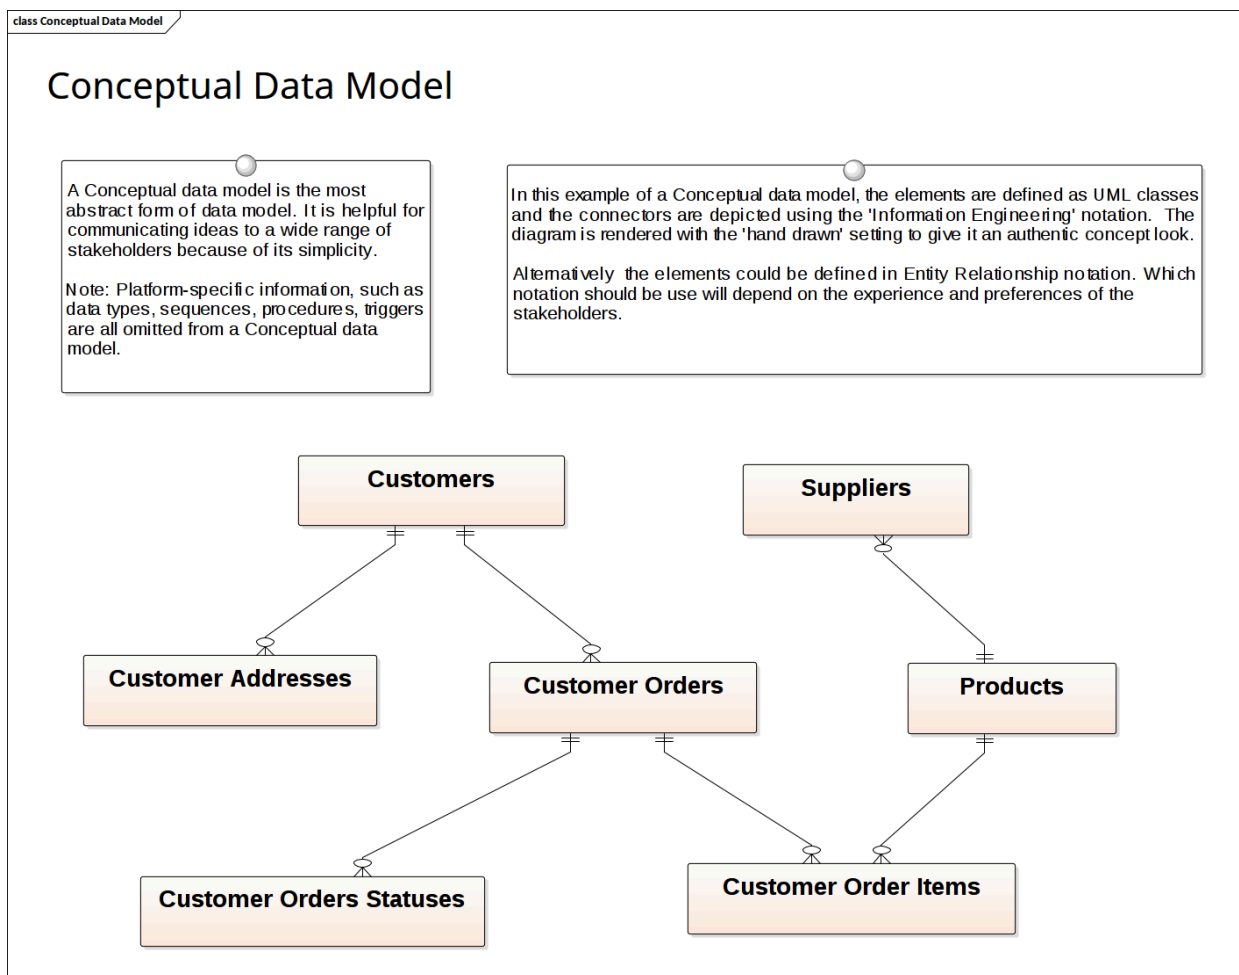 class Conceptual Data Model
Conceptual Data Model
A Conceptual data model is the most
abstract form of data model. It is helpful for
communicating ideas to a wide range of
stakeholders because of its simplicity.
Note: Platform-specific information, such as
data types, sequences, procedures, triggers
are all omitted from a Conceptual data
model.
In this example of a Conceptual data model, the elements are defined as UML classes
and the connectors are depicted using the 'Information Engineering' notation. The
diagram is rendered with the 'hand drawn' setting to give it an authentic concept look.
Alternatively the elements could be defined in Entity Relationship notation. Which
notation should be use will depend on the experience and preferences of the
stakeholders.
Customers
Suppliers
Customer Addresses
Customer Orders
Products
Customer Orders Statuses
Customer Order Items